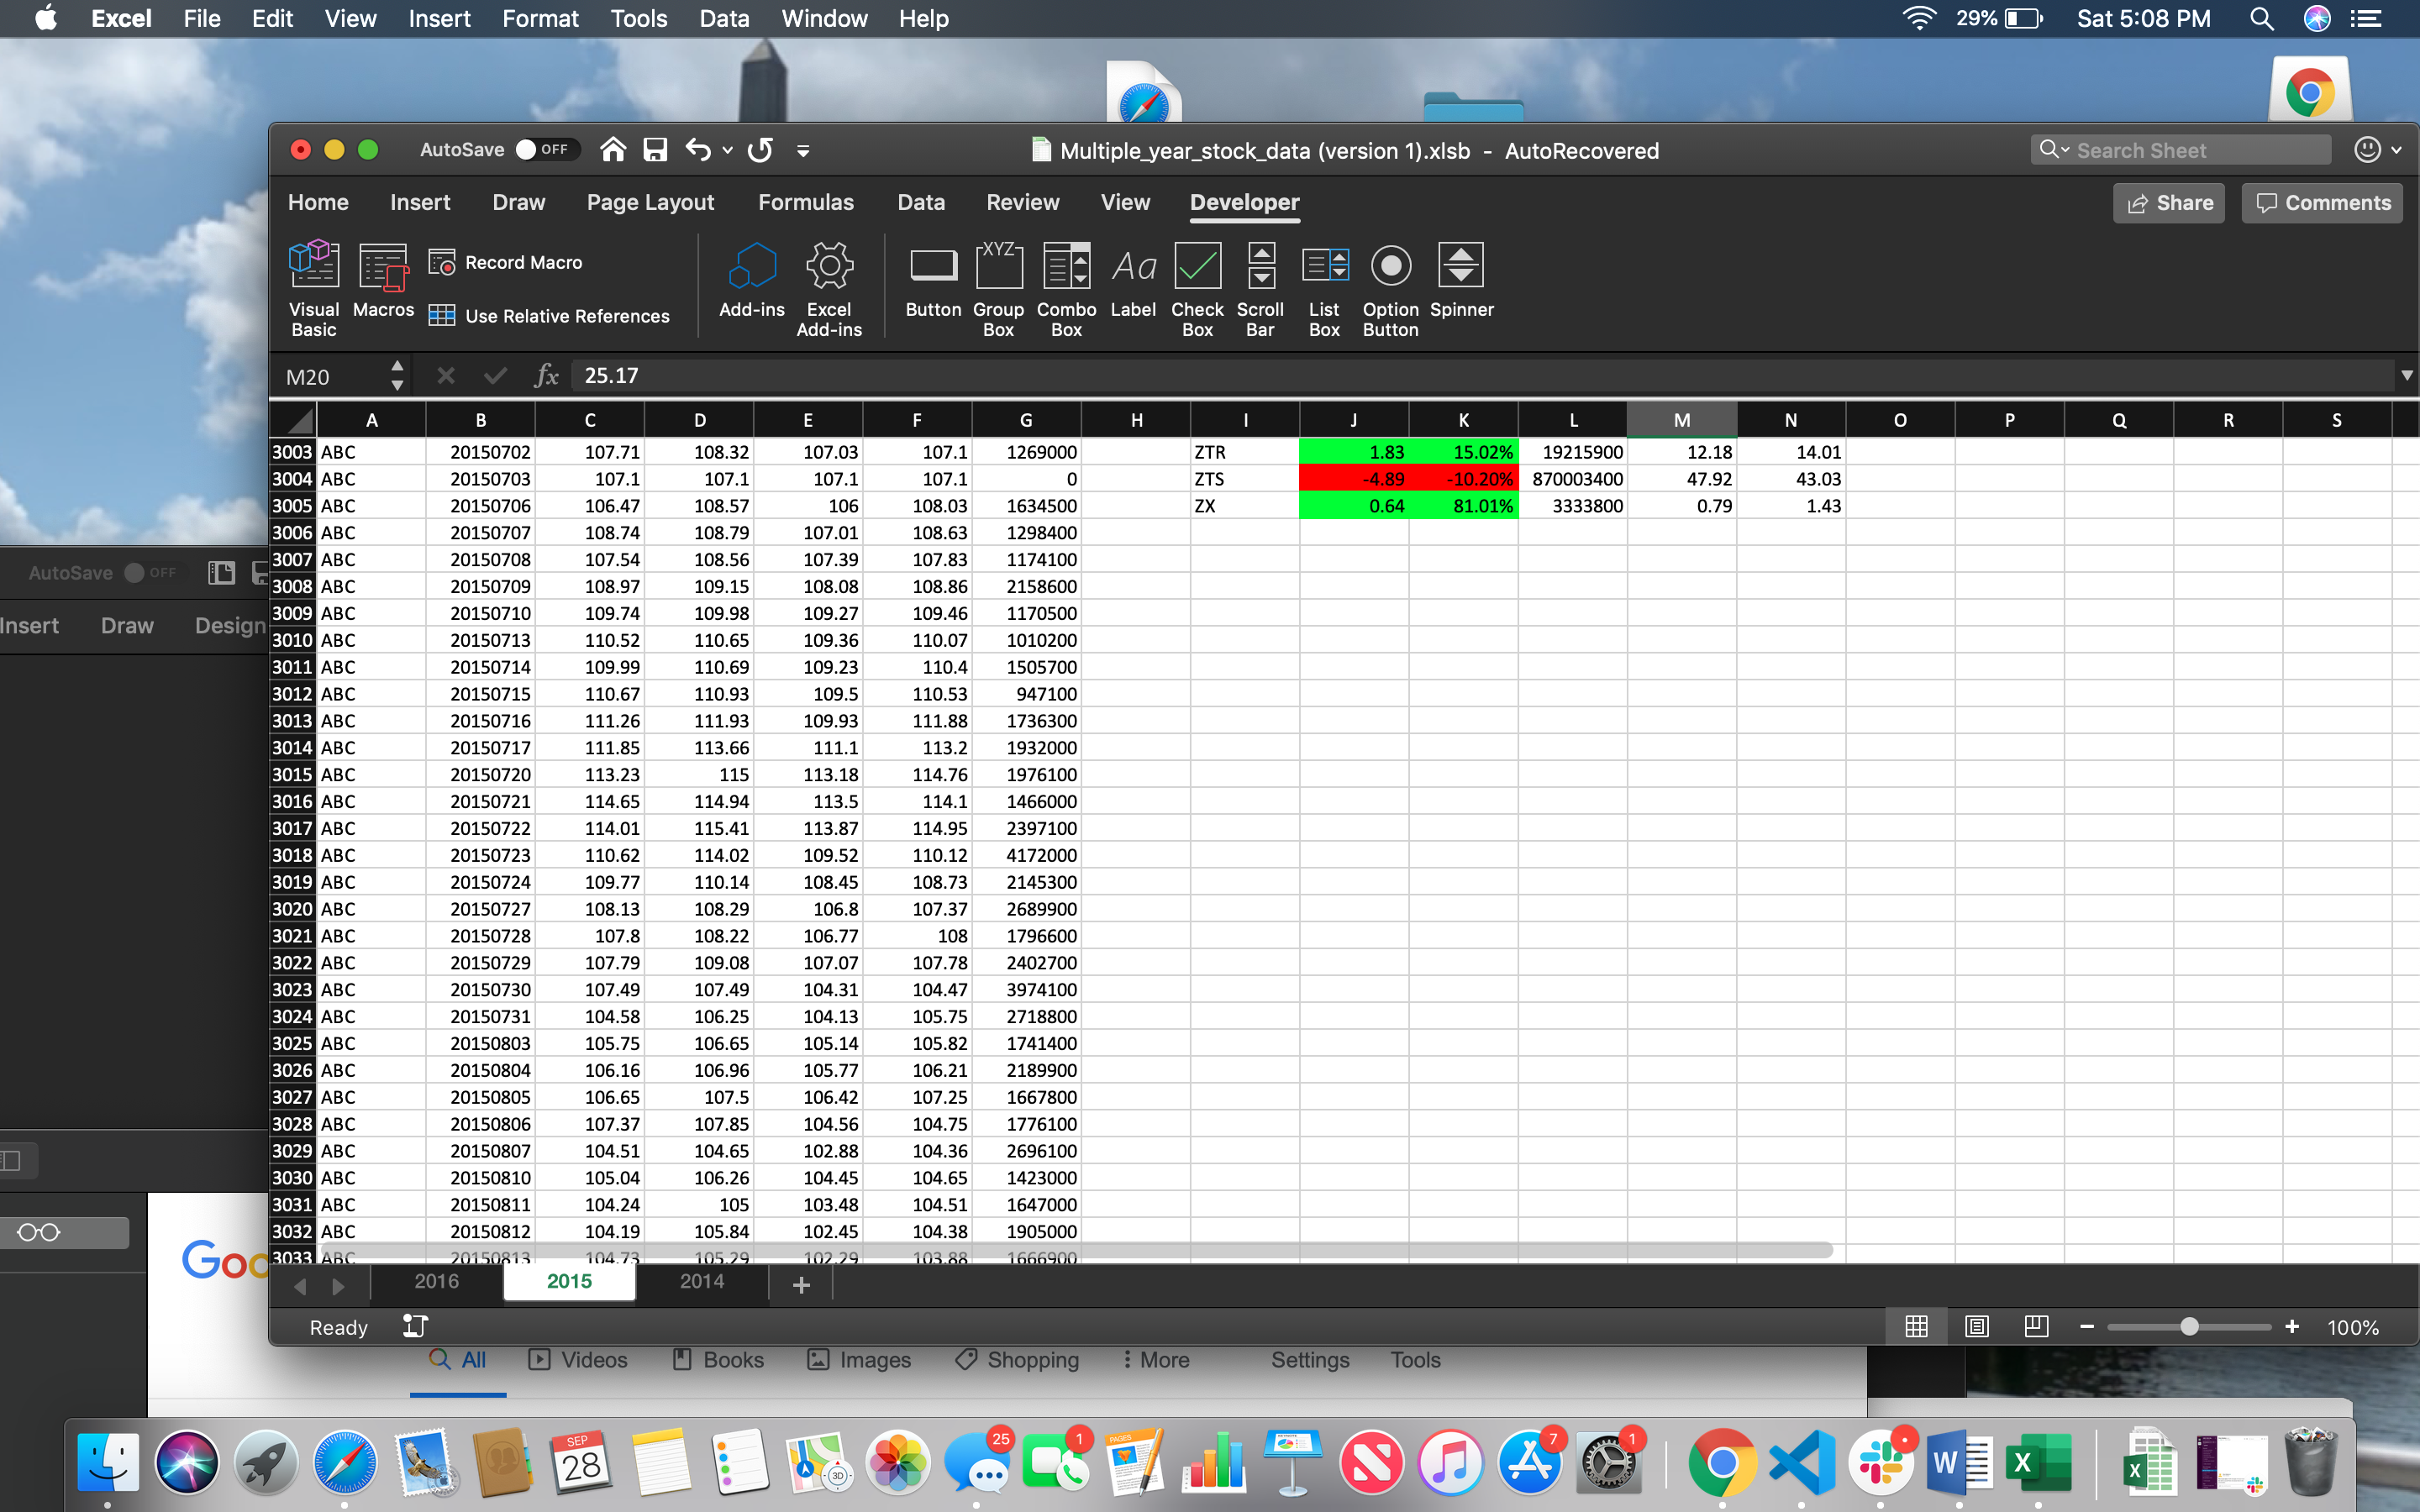 Excel File Edit View Insert Format Tools Data Window Help 29% Sat 5:08 PM
AutoSave OFF Multiple_year_stock_data (version 1).xlsb - AutoRecovered Search Sheet
Home Insert Draw Page Layout Formulas Data Review View Developer Share Comments
Visual Basic Macros Record Macro Use Relative References Add-ins Excel Add-ins Button XYZ Group Box Combo Box Aa Label Check Box Scroll Bar List Box Option Button Spinner
M20 fx 25.17
A B C D E F G H I J K L M N O P Q R S
3003 ABC 20150702 107.71 108.32 107.03 107.1 1269000 ZTR 1.83 15.02% 19215900 12.18 14.01
3004 ABC 20150703 107.1 107.1 107.1 107.1 0 ZTS -4.89 -10.20% 870003400 47.92 43.03
3005 ABC 20150706 106.47 108.57 106 108.03 1634500 ZX 0.64 81.01% 3333800 0.79 1.43
3006 ABC 20150707 108.74 108.79 107.01 108.63 1298400
3007 ABC 20150708 107.54 108.56 107.39 107.83 1174100
3008 ABC 20150709 108.97 109.15 108.08 108.86 2158600
3009 ABC 20150710 109.74 109.98 109.27 109.46 1170500
3010 ABC 20150713 110.52 110.65 109.36 110.07 1010200
3011 ABC 20150714 109.99 110.69 109.23 110.4 1505700
3012 ABC 20150715 110.67 110.93 109.5 110.53 947100
3013 ABC 20150716 111.26 111.93 109.93 111.88 1736300
3014 ABC 20150717 111.85 113.66 111.1 113.2 1932000
3015 ABC 20150720 113.23 115 113.18 114.76 1976100
3016 ABC 20150721 114.65 114.94 113.5 114.1 1466000
3017 ABC 20150722 114.01 115.41 113.87 114.95 2397100
3018 ABC 20150723 110.62 114.02 109.52 110.12 4172000
3019 ABC 20150724 109.77 110.14 108.45 108.73 2145300
3020 ABC 20150727 108.13 108.29 106.8 107.37 2689900
3021 ABC 20150728 107.8 108.22 106.77 108 1796600
3022 ABC 20150729 107.79 109.08 107.07 107.78 2402700
3023 ABC 20150730 107.49 107.49 104.31 104.47 3974100
3024 ABC 20150731 104.58 106.25 104.13 105.75 2718800
3025 ABC 20150803 105.75 106.65 105.14 105.82 1741400
3026 ABC 20150804 106.16 106.96 105.77 106.21 2189900
3027 ABC 20150805 106.65 107.5 106.42 107.25 1667800
3028 ABC 20150806 107.37 107.85 104.56 104.75 1776100
3029 ABC 20150807 104.51 104.65 102.88 104.36 2696100
3030 ABC 20150810 105.04 106.26 104.45 104.65 1423000
3031 ABC 20150811 104.24 105 103.48 104.51 1647000
3032 ABC 20150812 104.19 105.84 102.45 104.38 1905000
3033 ABC 20150813 104.73 105.29 102.29 103.88 1666900
AutoSave OFF
Insert Draw Design
Goo
2016 2015 2014 +
Ready 100%
All Videos Books Images Shopping More Settings Tools
SEP 28 3D 25 1 PAGES 7 1 W X X